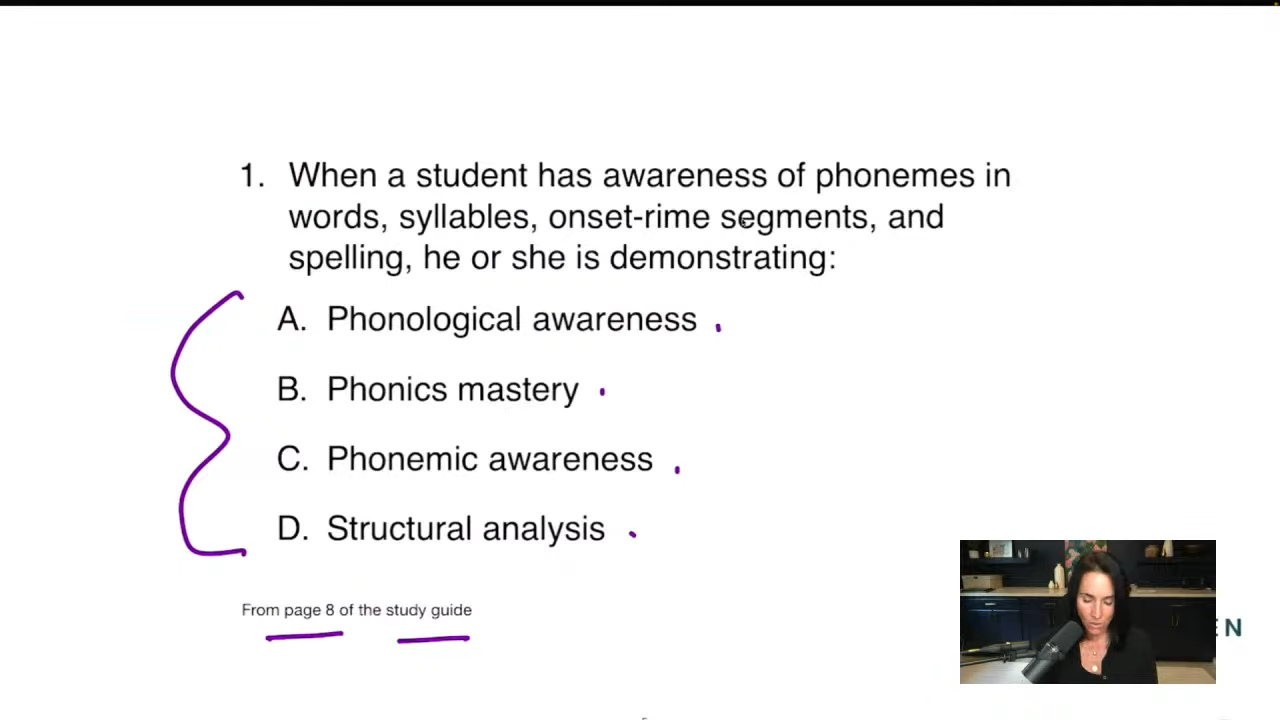 1. When a student has awareness of phonemes in
words, syllables, onset-rime segments, and
spelling, he or she is demonstrating:
A. Phonological awareness
B. Phonics mastery
C. Phonemic awareness
D. Structural analysis
From page 8 of the study guide
EN